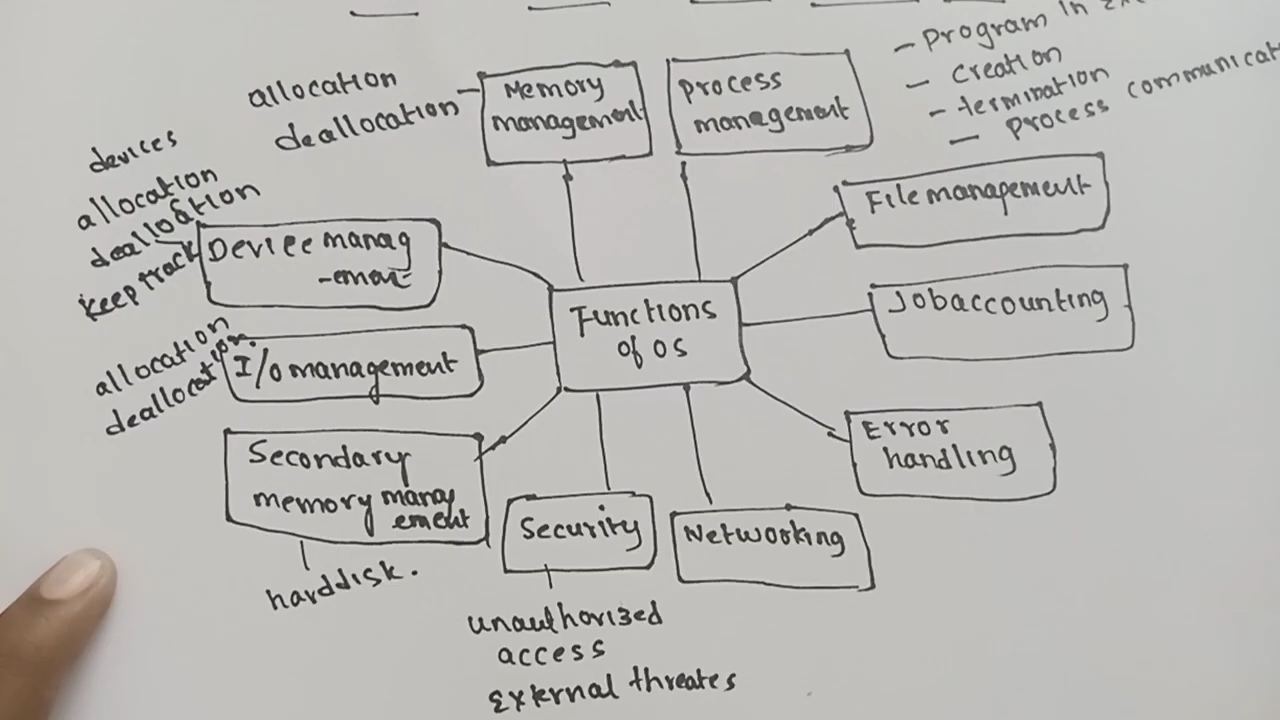 Functions
of OS
Memory
management
allocation
deallocation
Process
management
- Program in
- Creation
- termination
- Process
File management
Job accounting
Error
handling
Networking
Security
unauthorized
access
External threates
Secondary
memory manag
ement
harddisk.
I/O management
allocation
deallocation.
Device manag
-ement
devices
allocation
deallocation
keep track